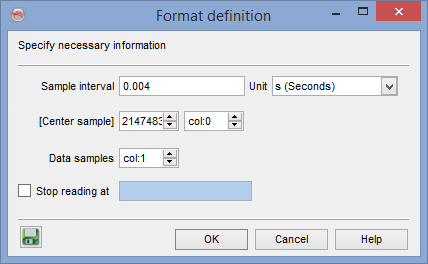 Format definition
Specify necessary information
Sample interval 0.004 Unit s (Seconds)
[Center sample] 2147483 col:0
Data samples col:1
Stop reading at
OK Cancel Help